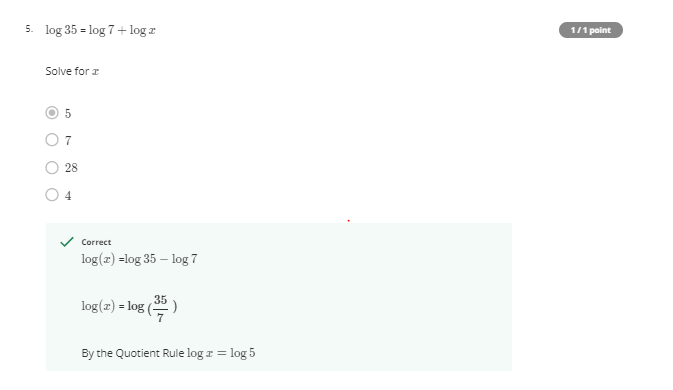 5. log 35 = log 7 + log x
1 / 1 point
Solve for x
5
7
28
4
Correct
log(x) =log 35 − log 7
log(x) = log (35/7)
By the Quotient Rule log x = log 5